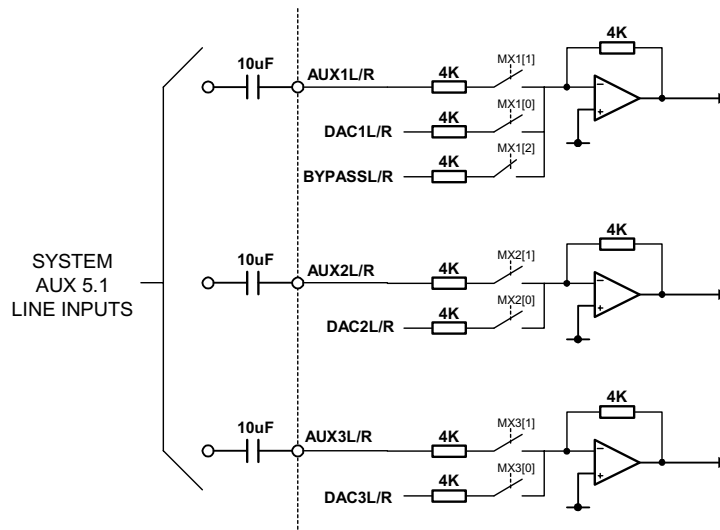 4K
10uF
AUX1L/R
4K
MX1[1]
DAC1L/R
4K
MX1[0]
BYPASSL/R
4K
MX1[2]
−
+
SYSTEM
AUX 5.1
LINE INPUTS
4K
10uF
AUX2L/R
4K
MX2[1]
DAC2L/R
4K
MX2[0]
−
+
4K
10uF
AUX3L/R
4K
MX3[1]
DAC3L/R
4K
MX3[0]
−
+